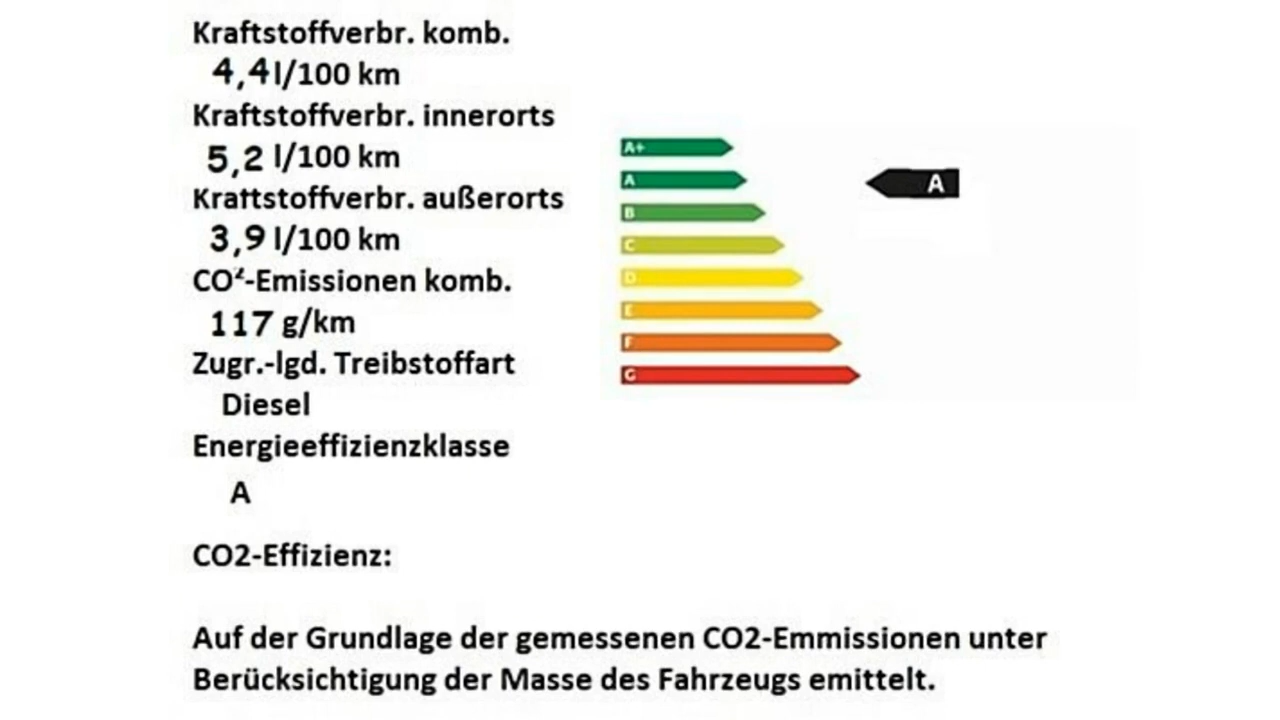 Kraftstoffverbr. komb.
4,4 l/100 km
Kraftstoffverbr. innerorts
5,2 l/100 km
Kraftstoffverbr. außerorts
3,9 l/100 km
CO²-Emissionen komb.
117 g/km
Zugr.-lgd. Treibstoffart
Diesel
Energieeffizienzklasse
A
A+
A
A
B
C
D
E
F
G
CO2-Effizienz:
Auf der Grundlage der gemessenen CO2-Emmissionen unter
Berücksichtigung der Masse des Fahrzeugs emittelt.